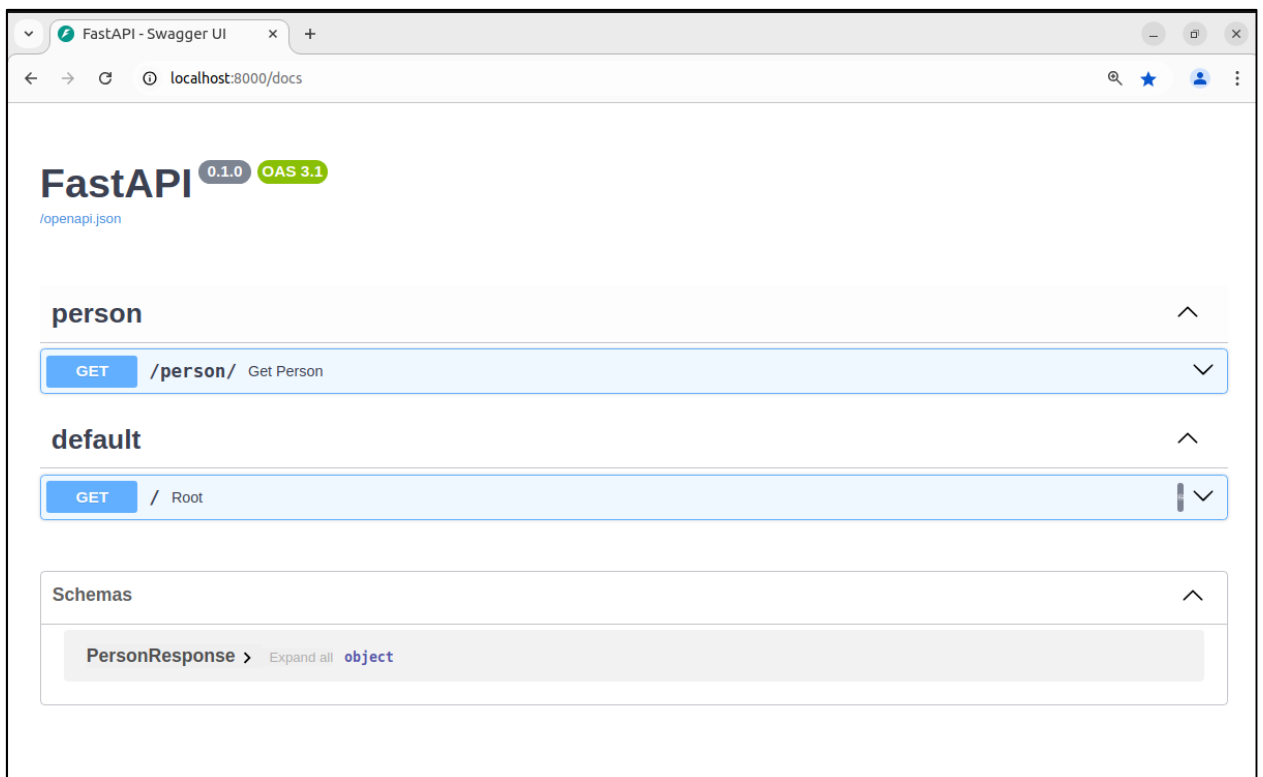 FastAPI - Swagger UI
localhost:8000/docs
FastAPI 0.1.0 OAS 3.1
/openapi.json
person
GET /person/ Get Person
default
GET / Root
Schemas
PersonResponse Expand all object